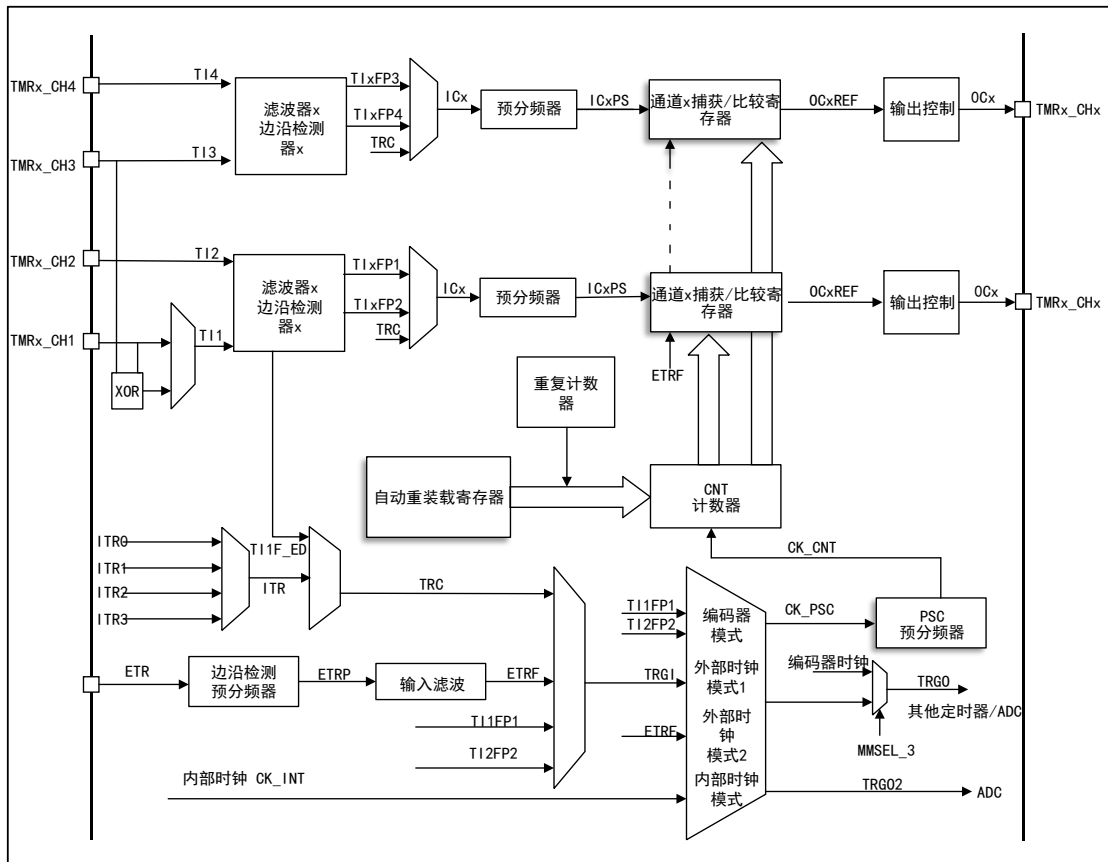 TMRx_CH4
TI4
滤波器x
边沿检测
器x
TIxFP3
TIxFP4
TRC
ICx
预分频器
ICxPS
通道x捕获/比较寄
存器
OCxREF
输出控制
OCx
TMRx_CHx
TMRx_CH3
TI3
TMRx_CH2
TI2
滤波器x
边沿检测
器x
TIxFP1
TIxFP2
TRC
ICx
预分频器
ICxPS
通道x捕获/比较寄
存器
OCxREF
输出控制
OCx
TMRx_CHx
TMRx_CH1
TI1
XOR
ETRF
重复计数
器
自动重装载寄存器
CNT
计数器
CK_CNT
ITR0
ITR1
ITR2
ITR3
ITR
TI1F_ED
TRC
TI1FP1
TI2FP2
编码器
模式
CK_PSC
PSC
预分频器
ETR
边沿检测
预分频器
ETRP
输入滤波
ETRF
TI1FP1
TI2FP2
TRGI
外部时钟
模式1
ETRF
外部时
钟
模式2
编码器时钟
TRGO
其他定时器/ADC
MMSEL_3
内部时钟 CK_INT
内部时钟
模式
TRGO2
ADC